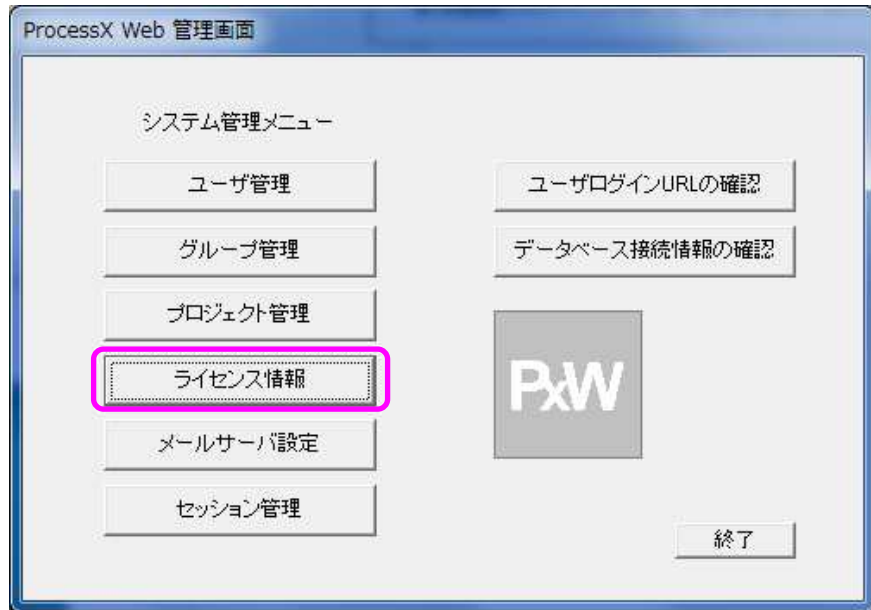 ProcessX Web 管理画面
システム管理メニュー
ユーザ管理
グループ管理
プロジェクト管理
ライセンス情報
メールサーバ設定
セッション管理
ユーザログインURLの確認
データベース接続情報の確認
PxW
終了